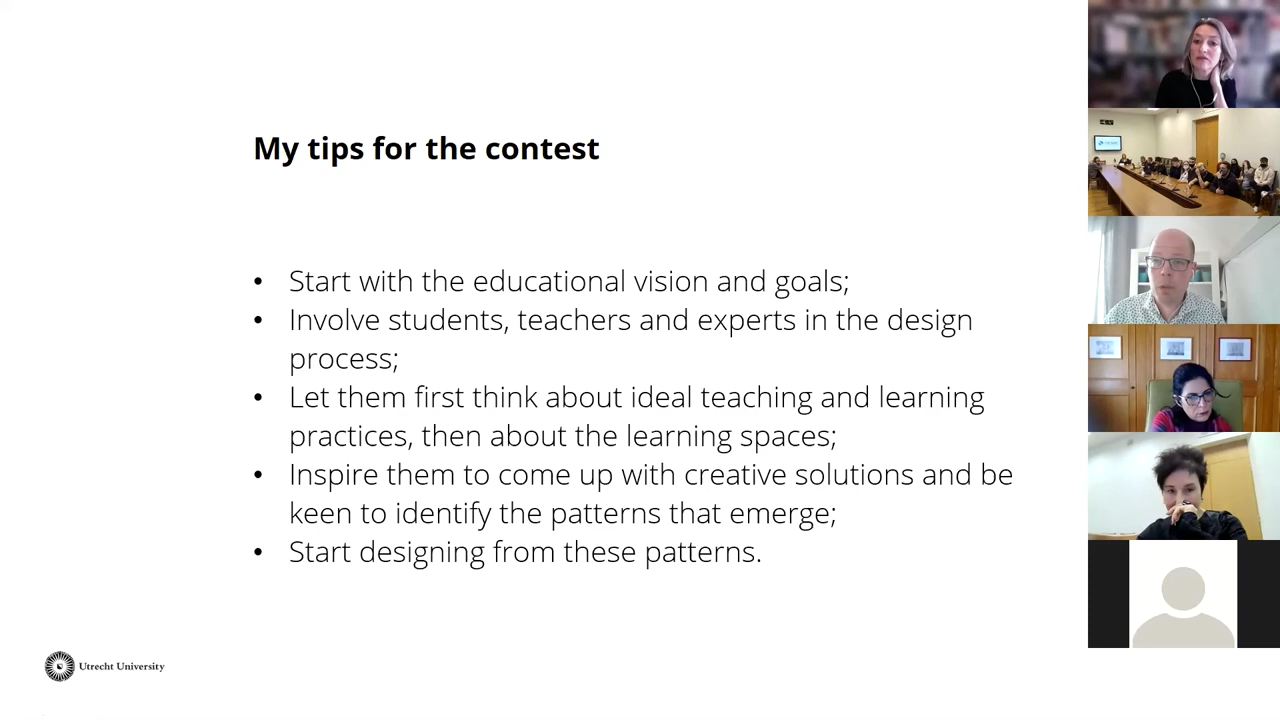 My tips for the contest
• Start with the educational vision and goals;
• Involve students, teachers and experts in the design
process;
• Let them first think about ideal teaching and learning
practices, then about the learning spaces;
• Inspire them to come up with creative solutions and be
keen to identify the patterns that emerge;
• Start designing from these patterns.
Utrecht University